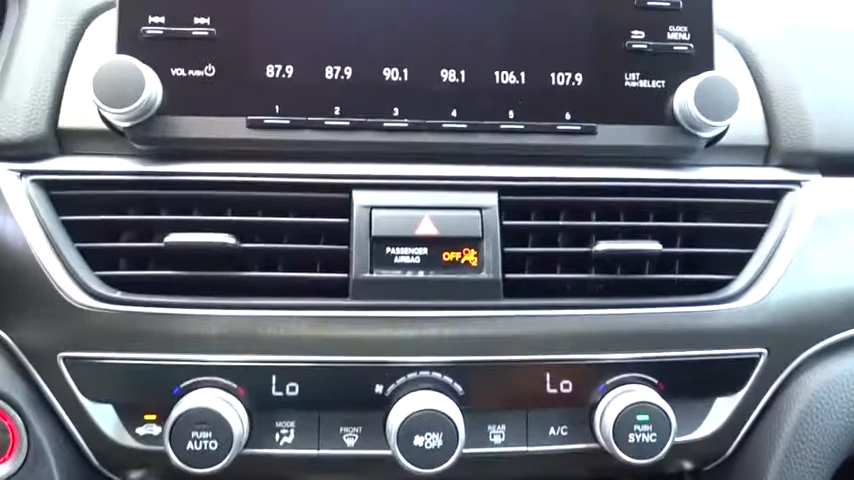 CLOCK
MENU
VOL PUSH
87.9 87.9 90.1 98.1 106.1 107.9
LIST
PUSH SELECT
1 2 3 4 5 6
PASSENGER
AIRBAG
OFF 2
Lo Lo
MODE
FRONT
REAR
A/C
PUSH
AUTO
ON
OFF
PUSH
SYNC